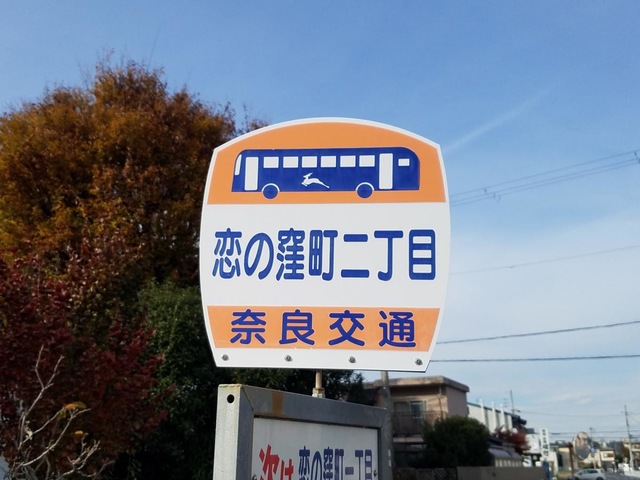 恋の窪町二丁目
奈良交通
次は 恋の窪町一丁目